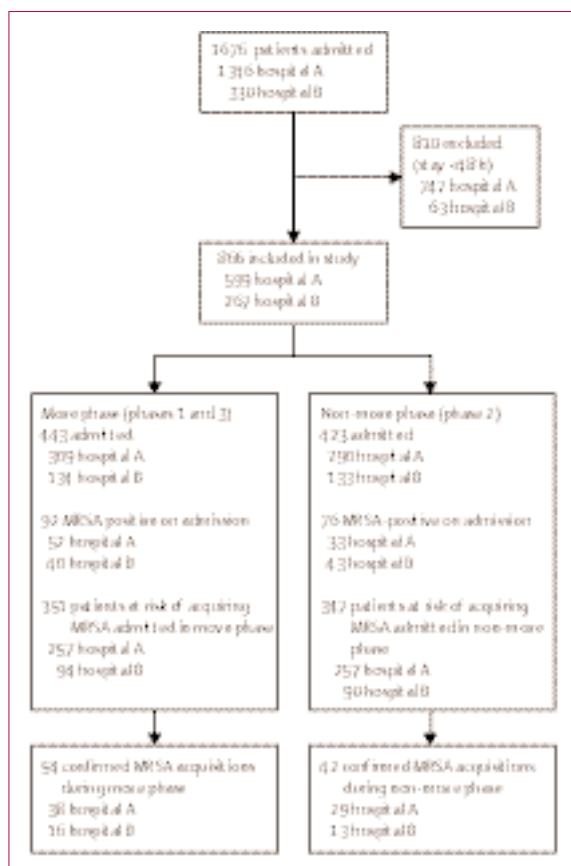 1676 patients admitted
1346 hospital A
330 hospital B
810 excluded
(stay <48 h)
747 hospital A
63 hospital B
866 included in study
599 hospital A
267 hospital B
Move phase (phases 1 and 3)
443 admitted
309 hospital A
134 hospital B
92 MRSA positive on admission
52 hospital A
40 hospital B
351 patients at risk of acquiring
MRSA admitted in move phase
257 hospital A
94 hospital B
Non-move phase (phase 2)
423 admitted
290 hospital A
133 hospital B
76 MRSA-positive on admission
33 hospital A
43 hospital B
347 patients at risk of acquiring
MRSA admitted in non-move
phase
257 hospital A
90 hospital B
54 confirmed MRSA acquisitions
during move phase
38 hospital A
16 hospital B
42 confirmed MRSA acquisitions
during non-move phase
29 hospital A
13 hospital B